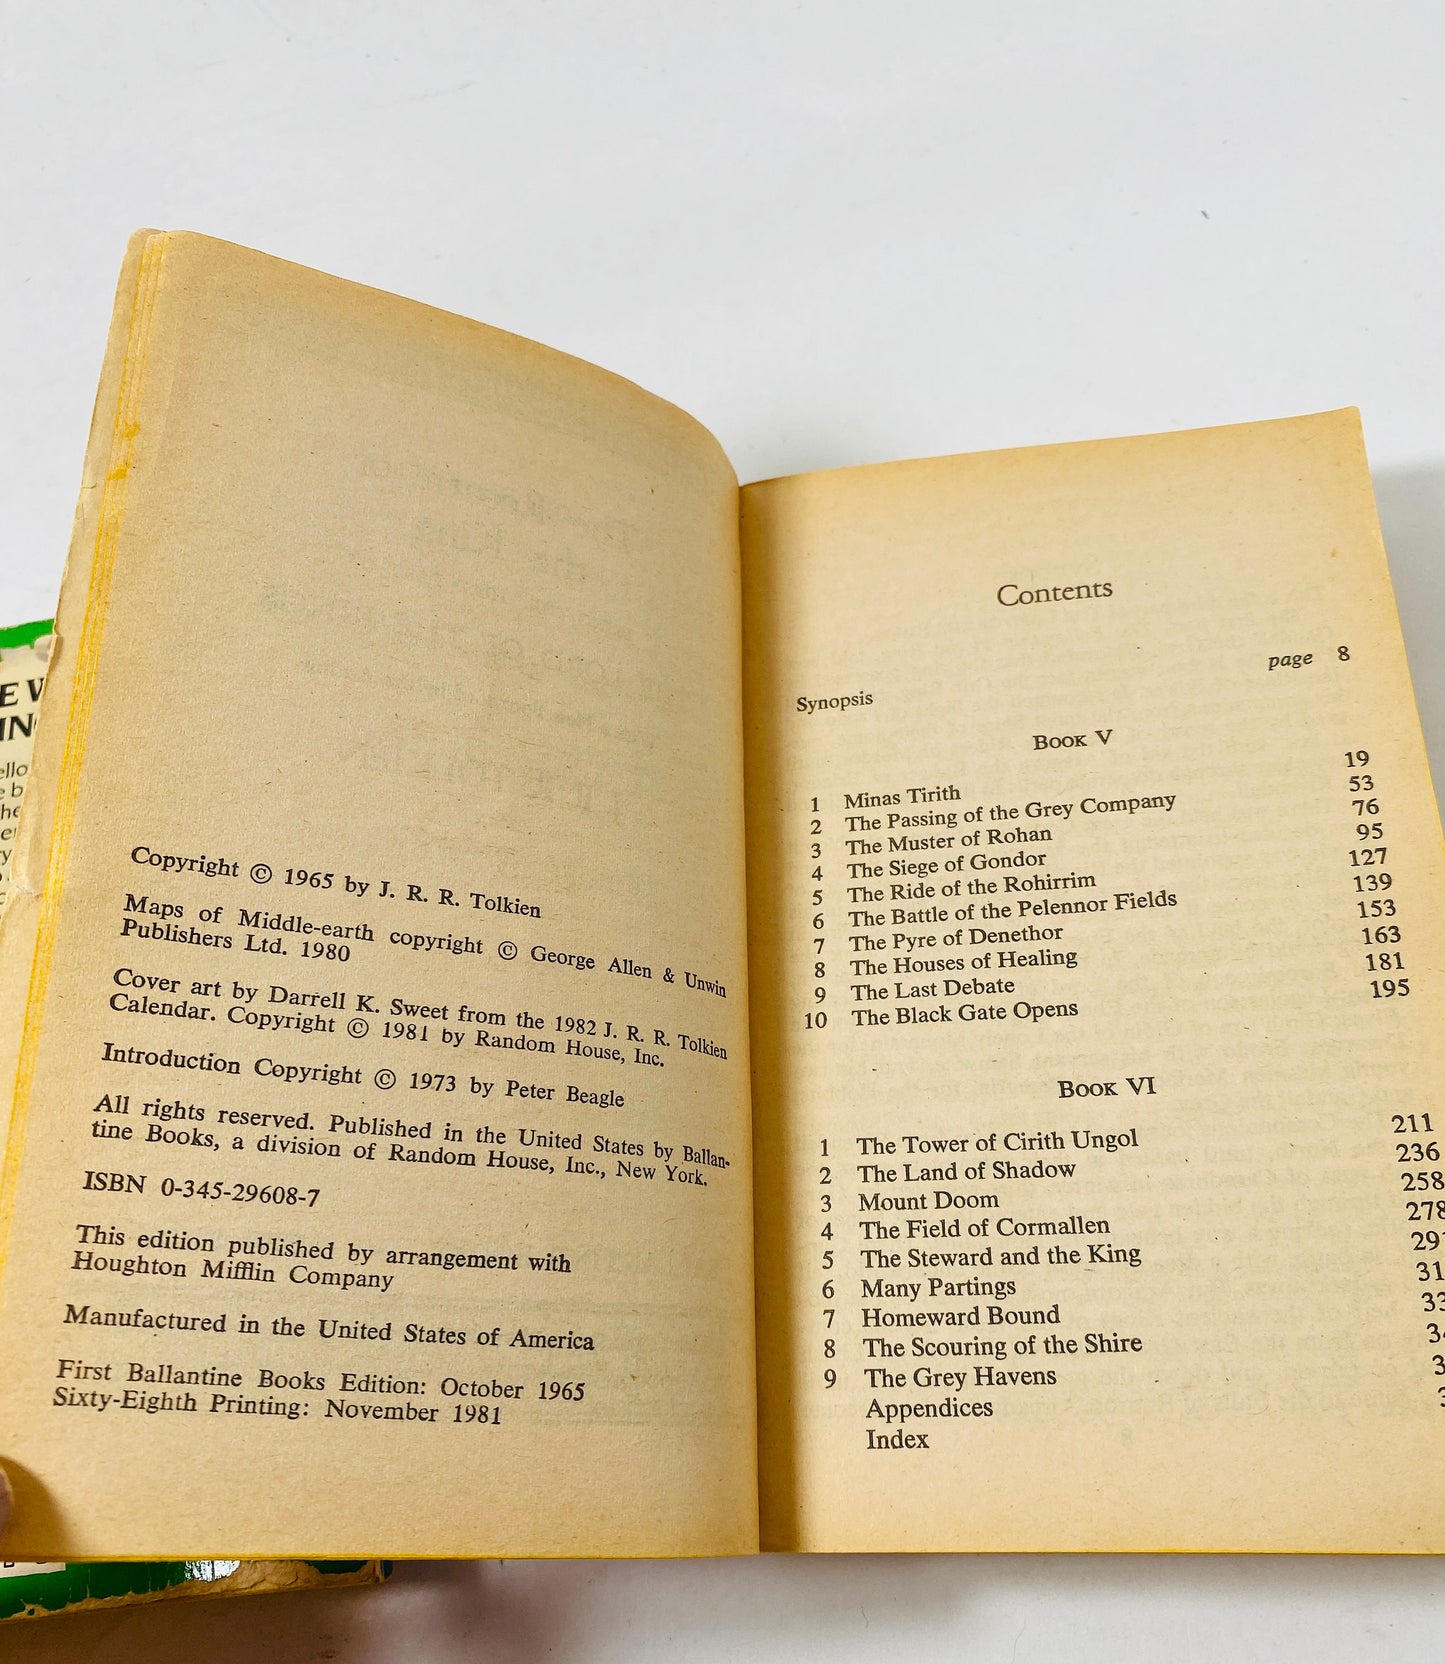 Copyright © 1965 by J. R. R. Tolkien
Maps of Middle-earth copyright © George Allen & Unwin
Publishers Ltd. 1980
Cover art by Darrell K. Sweet from the 1982 J. R. R. Tolkien
Calendar. Copyright © 1981 by Random House, Inc.
Introduction Copyright © 1973 by Peter Beagle
All rights reserved. Published in the United States by Ballan-
tine Books, a division of Random House, Inc., New York.
ISBN 0-345-29608-7
This edition published by arrangement with
Houghton Mifflin Company
Manufactured in the United States of America
First Ballantine Books Edition: October 1965
Sixty-Eighth Printing: November 1981
Contents
page 8
Synopsis
BOOK V
1 Minas Tirith 19
2 The Passing of the Grey Company 53
3 The Muster of Rohan 76
4 The Siege of Gondor 95
5 The Ride of the Rohirrim 127
6 The Battle of the Pelennor Fields 139
7 The Pyre of Denethor 153
8 The Houses of Healing 163
9 The Last Debate 181
10 The Black Gate Opens 195
BOOK VI
1 The Tower of Cirith Ungol 211
2 The Land of Shadow 236
3 Mount Doom 258
4 The Field of Cormallen 278
5 The Steward and the King
6 Many Partings
7 Homeward Bound
8 The Scouring of the Shire
9 The Grey Havens
Appendices
Index